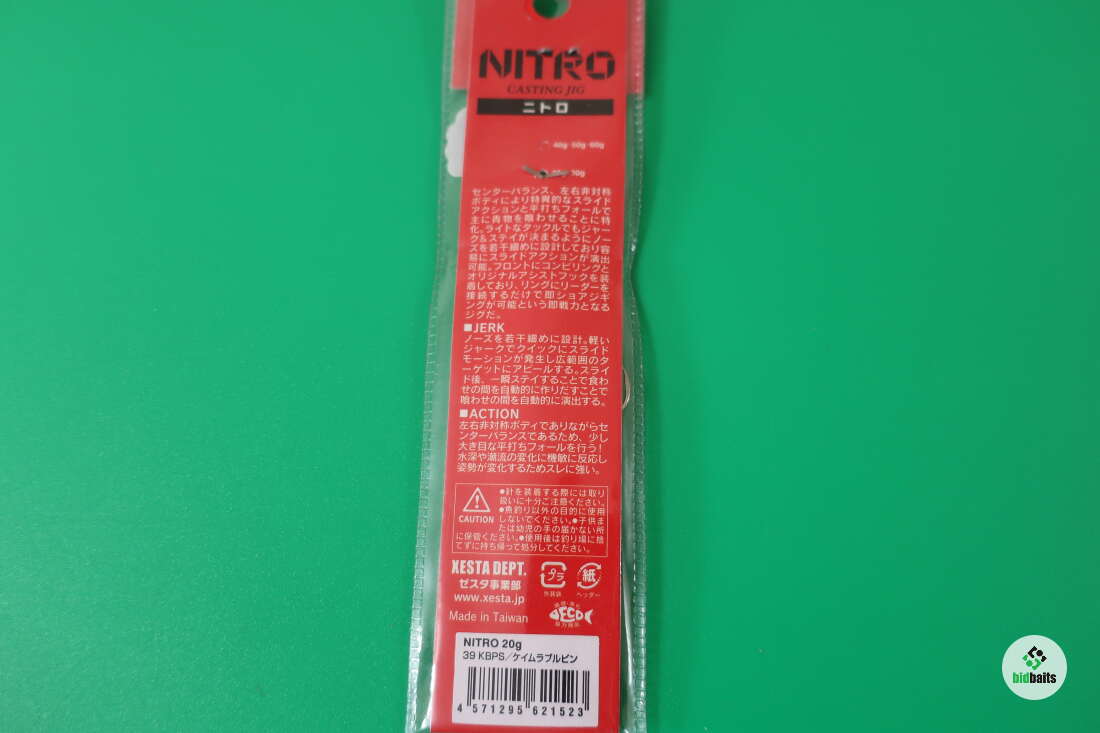 NITRO
CASTING JIG
ニトロ
40g・50g・60g
30g
センターバランス、左右非対称
ボディにより特異的なスライド
アクションと平打ちフォールで
主に青物を喰わせることに特
化。ライトなタックルでもジャー
ク&ステイが決まるようにノー
ズを若干細めに設計しており容
易にスライドアクションが演出
可能。フロントにコンビリングと
オリジナルアシストフックを装
着しており、リングにリーダーを
接続するだけで即ショアジギ
ングが可能という即戦力となる
ジグだ。
■JERK
ノーズを若干細めに設計。軽い
ジャークでクイックにスライド
モーションが発生し広範囲のタ
ーゲットにアピールする。スライ
ド後、一瞬ステイすることで食わ
せの間を自動的に作りだすことで
喰わせの間を自動的に演出する。
■ACTION
左右非対称ボディでありながらセ
ンターバランスであるため、少し
大き目な平打ちフォールを行う!
水深や潮流の変化に機敏に反応し
姿勢が変化するためスレに強い。
CAUTION
●針を装着する際には取り
扱いに十分ご注意ください。
●魚釣り以外の目的に使用
しないでください。●子供ま
たは幼児の手の届かない所
に保管ください。●使用後は釣り場に捨
てずに持ち帰って処分してください。
XESTA DEPT.
ゼスタ事業部
www.xesta.jp
プラ
外装袋
紙
ヘッダー
Made in Taiwan
ECO
NITRO 20g
39 KBPS/ケイムラブルピン
4 571295 621523
bidbaits